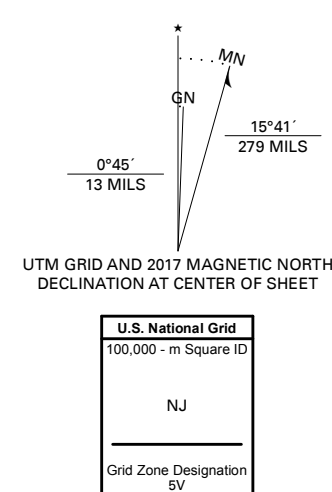 ★
MN
GN
15°41´
279 MILS
0°45´
13 MILS
UTM GRID AND 2017 MAGNETIC NORTH
DECLINATION AT CENTER OF SHEET
U.S. National Grid
100,000 - m Square ID
NJ
Grid Zone Designation
5V